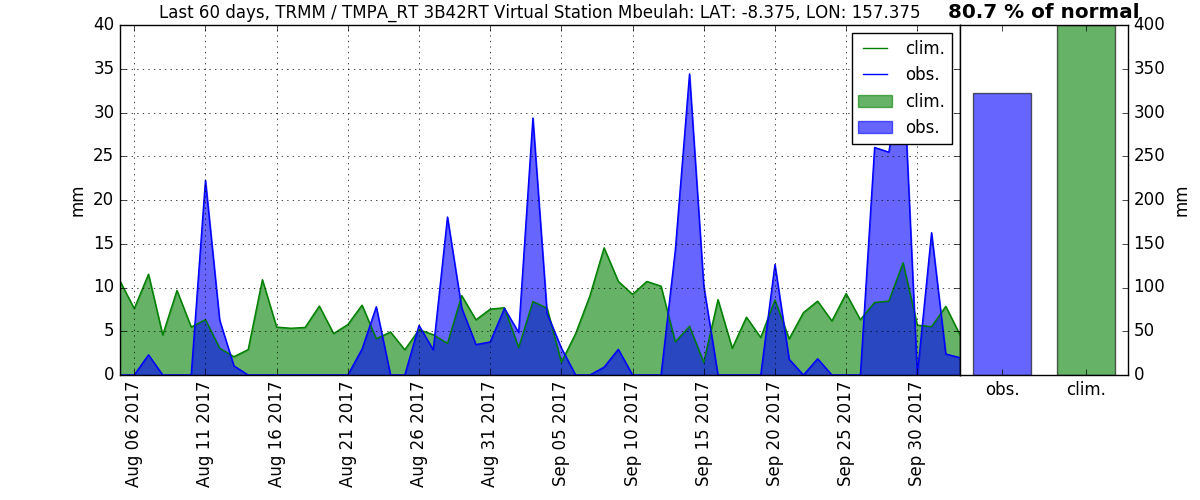 Last 60 days, TRMM / TMPA_RT 3B42RT Virtual Station Mbeulah: LAT: -8.375, LON: 157.375
80.7 % of normal
40
35
30
25
20
15
10
5
0
mm
clim.
obs.
clim.
obs.
400
350
300
250
200
150
100
50
0
mm
obs.
clim.
Aug 06 2017
Aug 11 2017
Aug 16 2017
Aug 21 2017
Aug 26 2017
Aug 31 2017
Sep 05 2017
Sep 10 2017
Sep 15 2017
Sep 20 2017
Sep 25 2017
Sep 30 2017